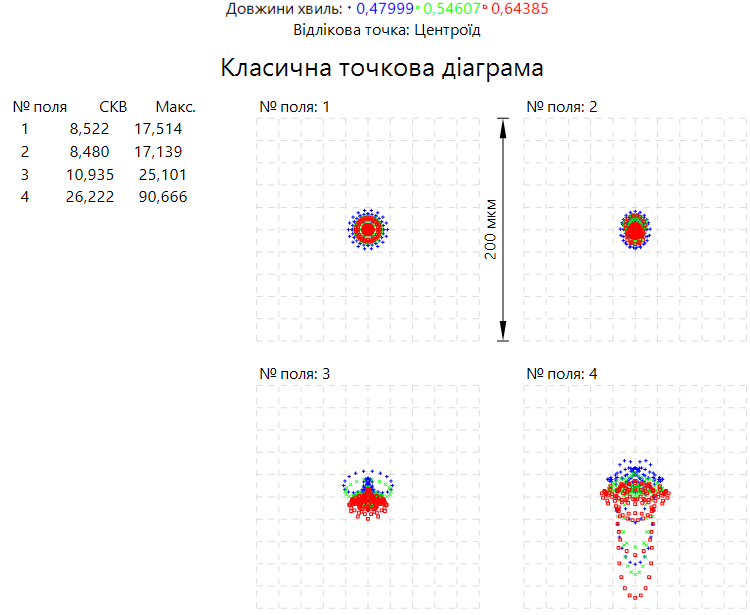 Довжини хвиль: 0,47999 0,54607 0,64385
Відлікова точка: Центроїд
Класична точкова діаграма
№ поля СКВ Макс.
1 8,522 17,514
2 8,480 17,139
3 10,935 25,101
4 26,222 90,666
№ поля: 1
№ поля: 2
200 мкм
№ поля: 3
№ поля: 4